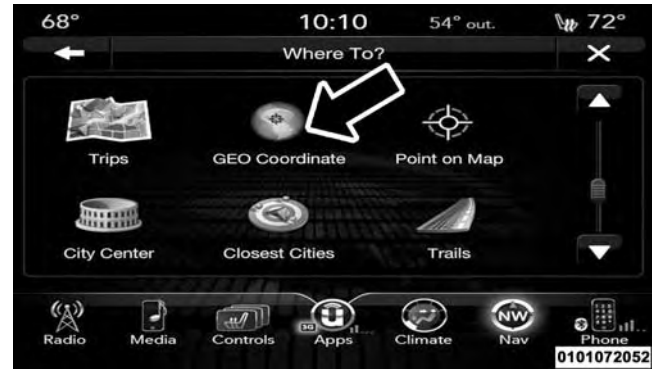 68° 10:10 54° out. 72°
Where To?
Trips GEO Coordinate Point on Map
City Center Closest Cities Trails
3G NW
Radio Media Controls Apps Climate Nav Phone
0101072052